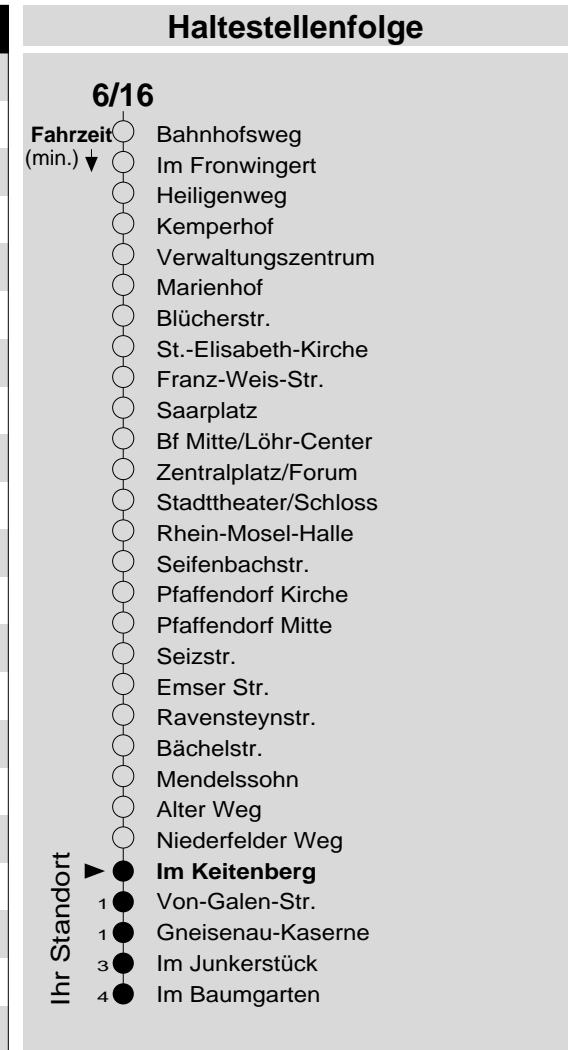 Haltestellenfolge
6/16
Fahrzeit
(min.)
Bahnhofsweg
Im Fronwingert
Heiligenweg
Kemperhof
Verwaltungszentrum
Marienhof
Blücherstr.
St.-Elisabeth-Kirche
Franz-Weis-Str.
Saarplatz
Bf Mitte/Löhr-Center
Zentralplatz/Forum
Stadttheater/Schloss
Rhein-Mosel-Halle
Seifenbachstr.
Pfaffendorf Kirche
Pfaffendorf Mitte
Seizstr.
Emser Str.
Ravensteynstr.
Bächelstr.
Mendelssohn
Alter Weg
Niederfelder Weg
Ihr Standort
Im Keitenberg
1 Von-Galen-Str.
1 Gneisenau-Kaserne
3 Im Junkerstück
4 Im Baumgarten